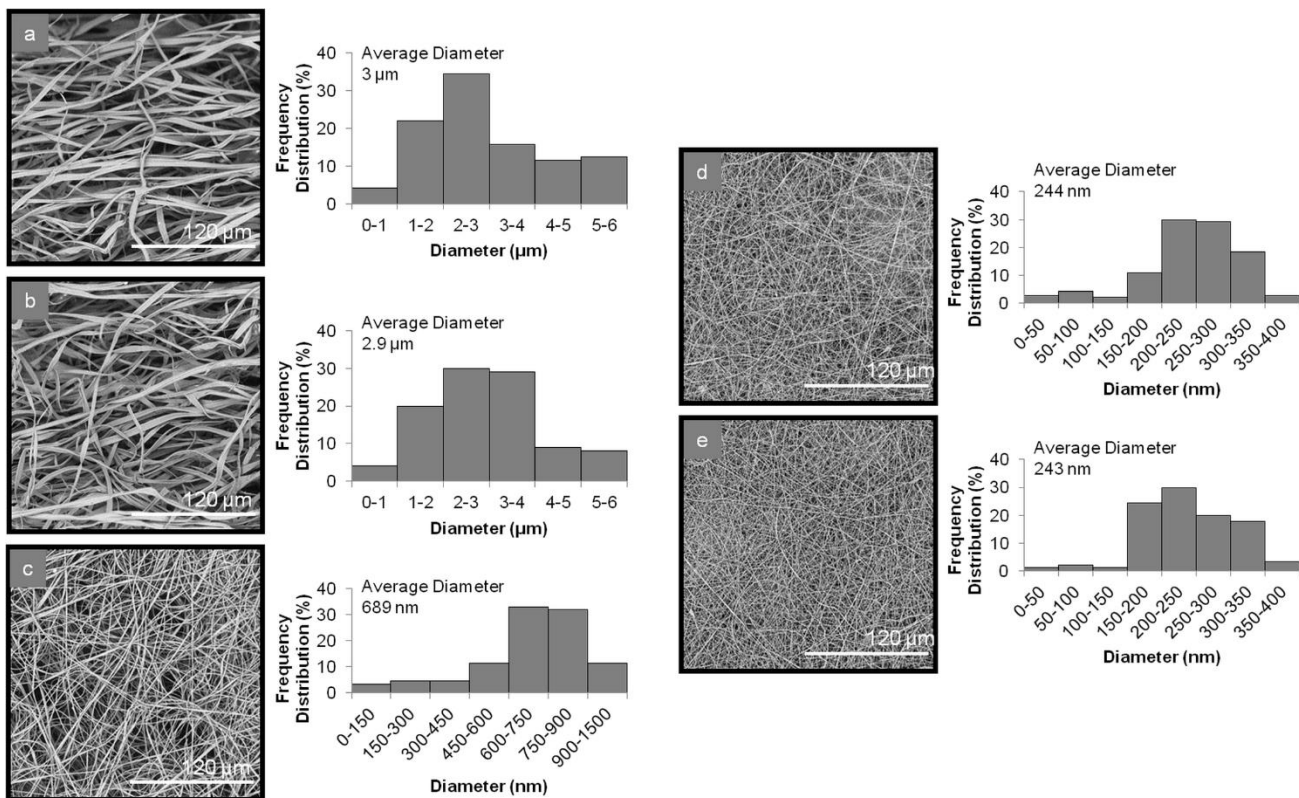 a
120 µm
Average Diameter
3 µm
Frequency
Distribution (%)
40
30
20
10
0
0-1 1-2 2-3 3-4 4-5 5-6
Diameter (µm)
b
120 µm
Average Diameter
2.9 µm
Frequency
Distribution (%)
40
30
20
10
0
0-1 1-2 2-3 3-4 4-5 5-6
Diameter (µm)
c
120 µm
Average Diameter
689 nm
Frequency
Distribution (%)
40
30
20
10
0
0-150 150-300 300-450 450-600 600-750 750-900 900-1500
Diameter (nm)
d
120 µm
Average Diameter
244 nm
Frequency
Distribution (%)
40
30
20
10
0
0-50 50-100 100-150 150-200 200-250 250-300 300-350 350-400
Diameter (nm)
e
120 µm
Average Diameter
243 nm
Frequency
Distribution (%)
40
30
20
10
0
0-50 50-100 100-150 150-200 200-250 250-300 300-350 350-400
Diameter (nm)